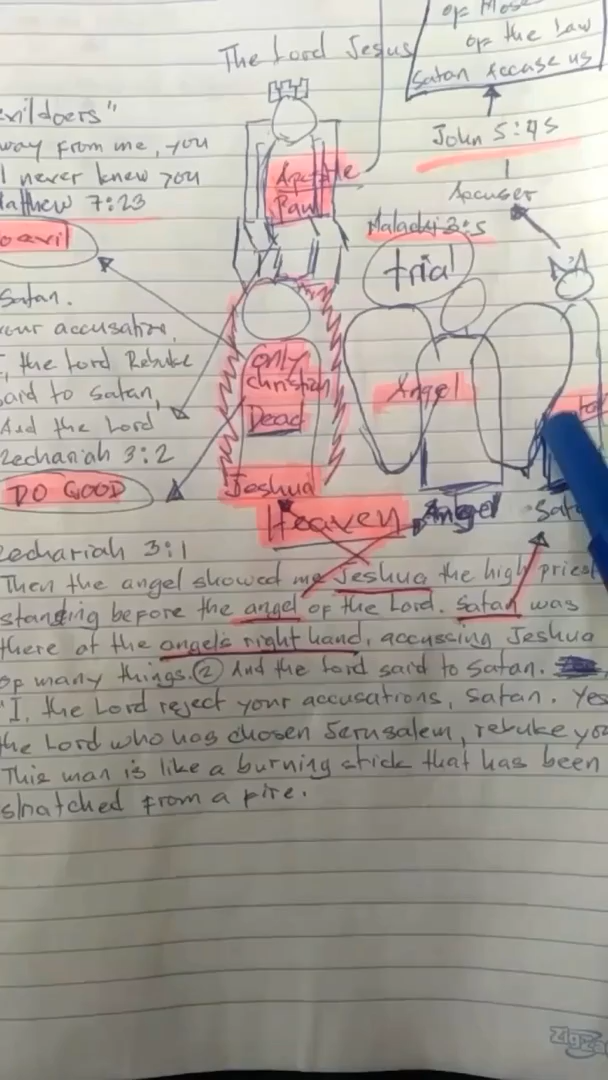 of the Law
Satan Accuse us
The Lord Jesus
John 5:45
Accuser
evildoers"
way from me, you
I never knew you
Matthew 7:23
o evil
Apostle
Paul
Malachi 3:5
trial
Satan.
your accusation,
I, the Lord Rebuke
said to Satan,
And the Lord
Zechariah 3:2
DO GOOD
only
christian
Dead
Jeshua
Angel
Heaven
Angel
Sat
Zechariah 3:1
Then the angel showed me Jeshua the high priest
standing before the angel of the Lord. Satan was
there at the angel's right hand, accussing Jeshua
of many things. 2 And the Lord said to Satan.
"I, the Lord reject your accusations, Satan. Yes
the Lord who has chosen Jerusalem, rebuke you
This man is like a burning stick that has been
snatched from a fire.